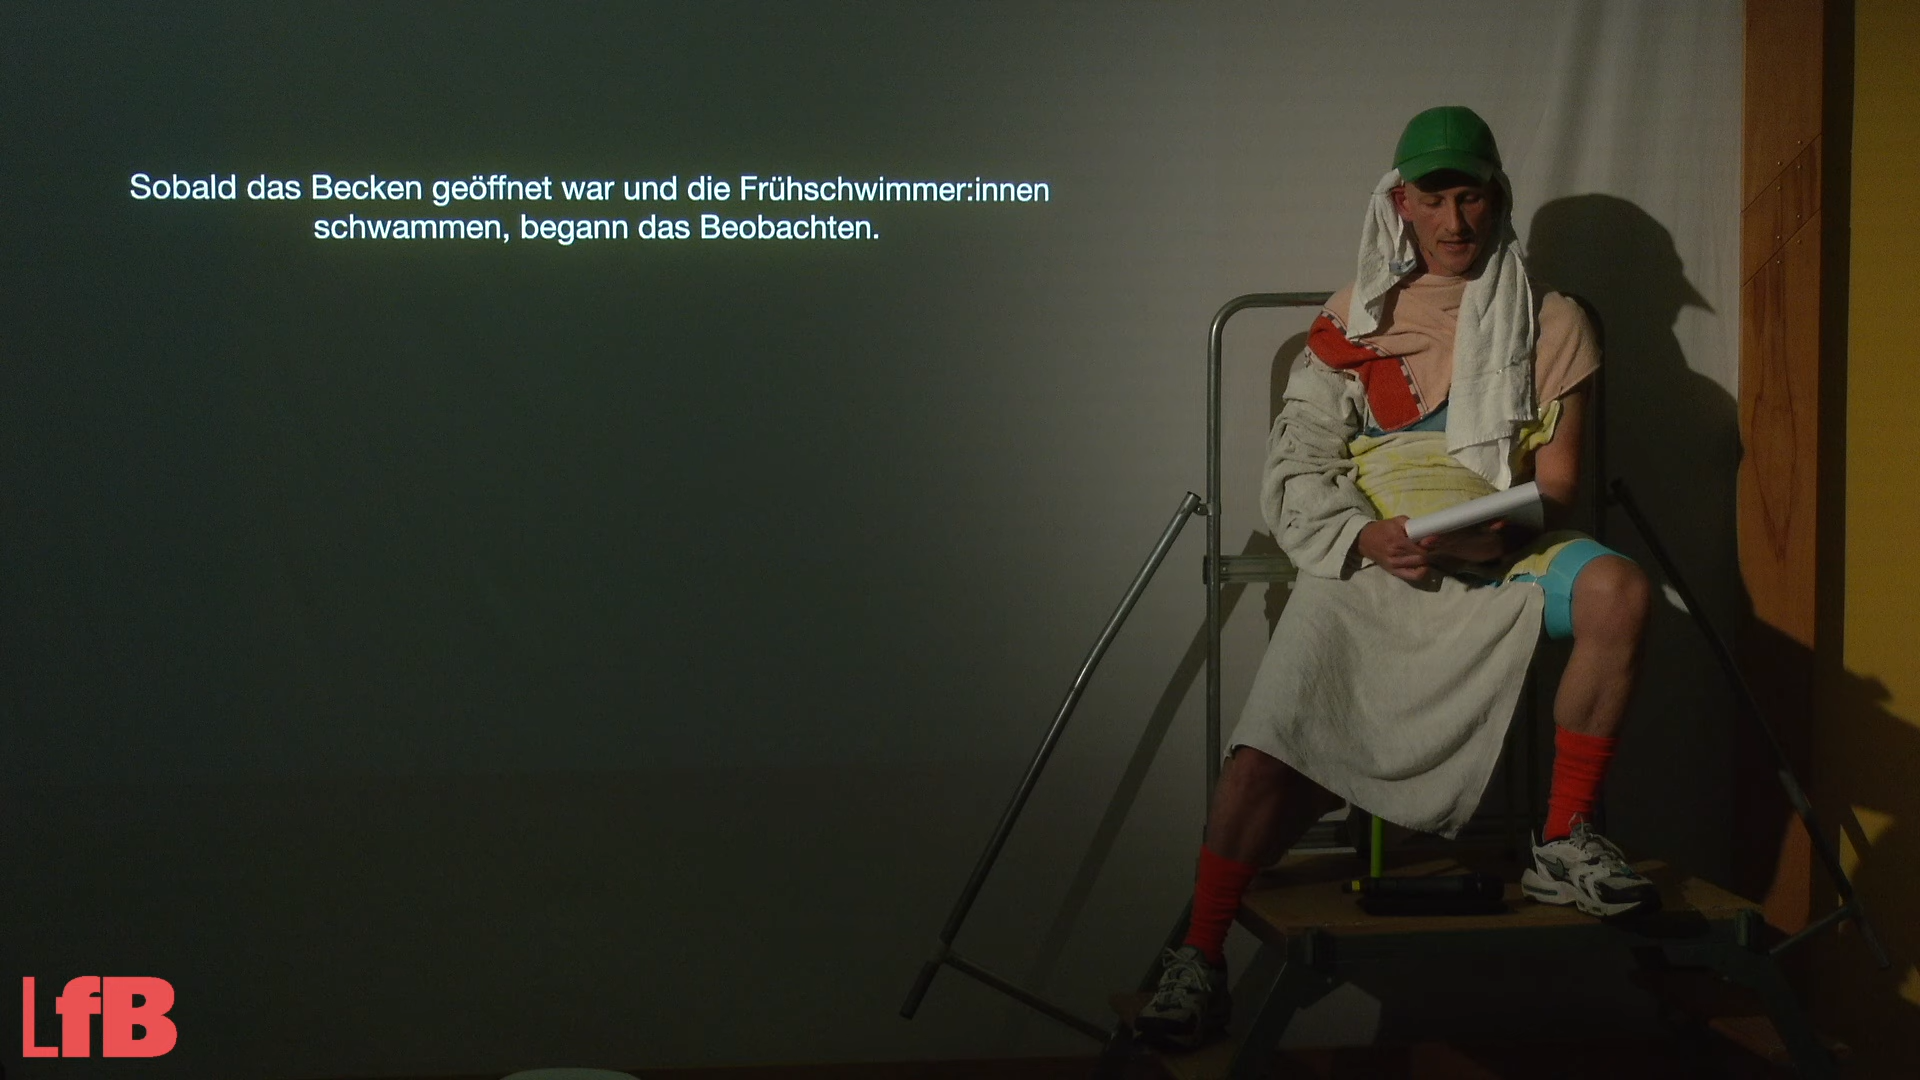 Sobald das Becken geöffnet war und die Frühschwimmer:innen
schwammen, begann das Beobachten.
LfB